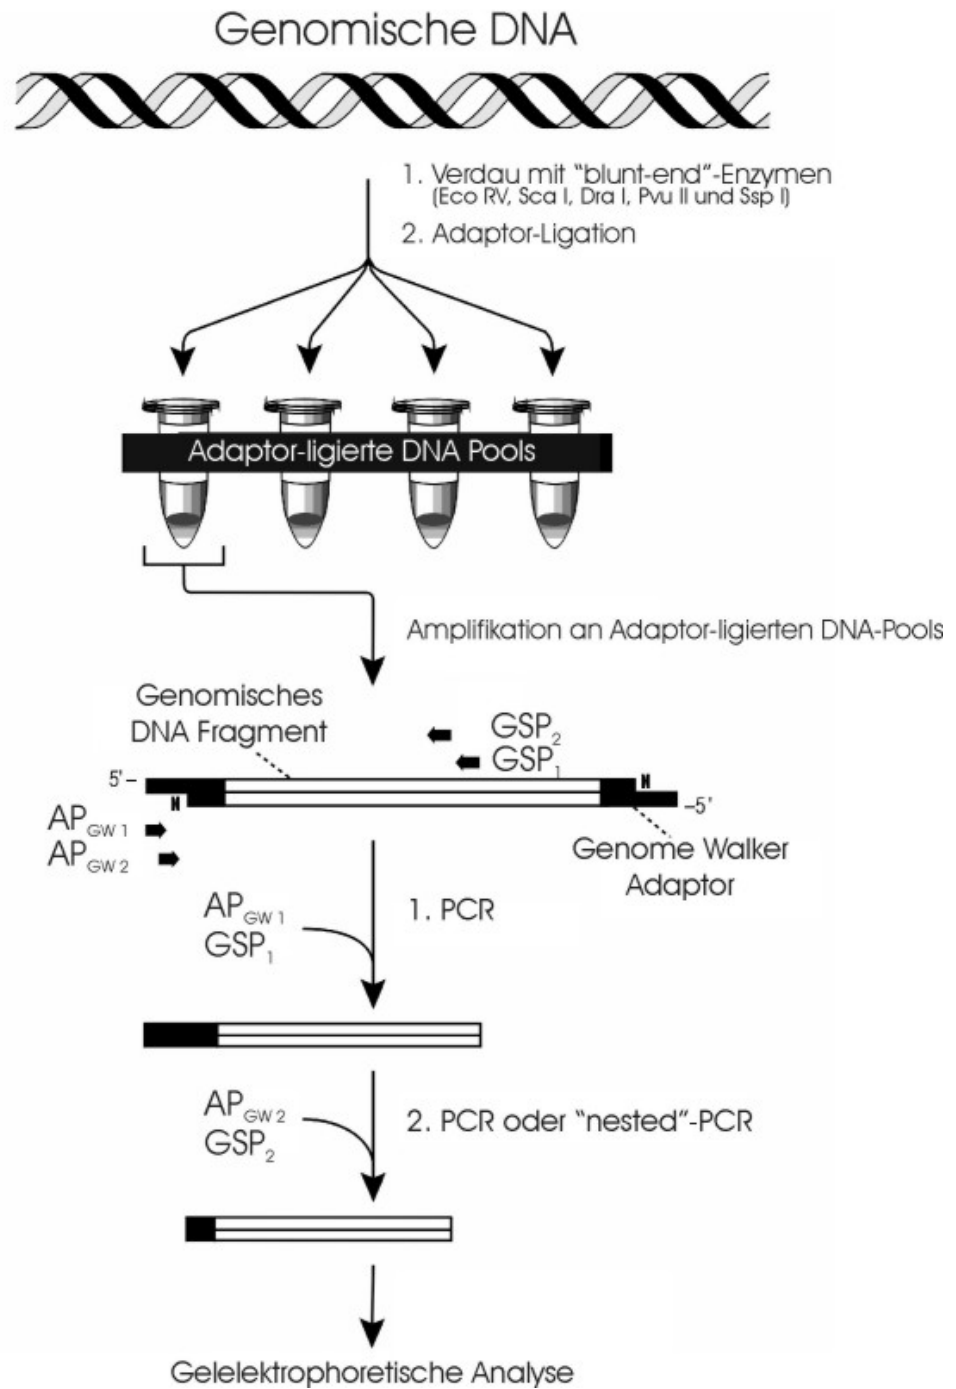 Genomische DNA
1. Verdau mit "blunt-end"-Enzymen
(Eco RV, Sca I, Dra I, Pvu II und Ssp I)
2. Adaptor-Ligation
Adaptor-ligierte DNA Pools
Amplifikation an Adaptor-ligierten DNA-Pools
Genomisches
DNA Fragment
GSP2
GSP1
5'–
N
N
–5'
APGW 1
APGW 2
Genome Walker
Adaptor
APGW 1
GSP1
1. PCR
APGW 2
GSP2
2. PCR oder "nested"-PCR
Gelelektrophoretische Analyse